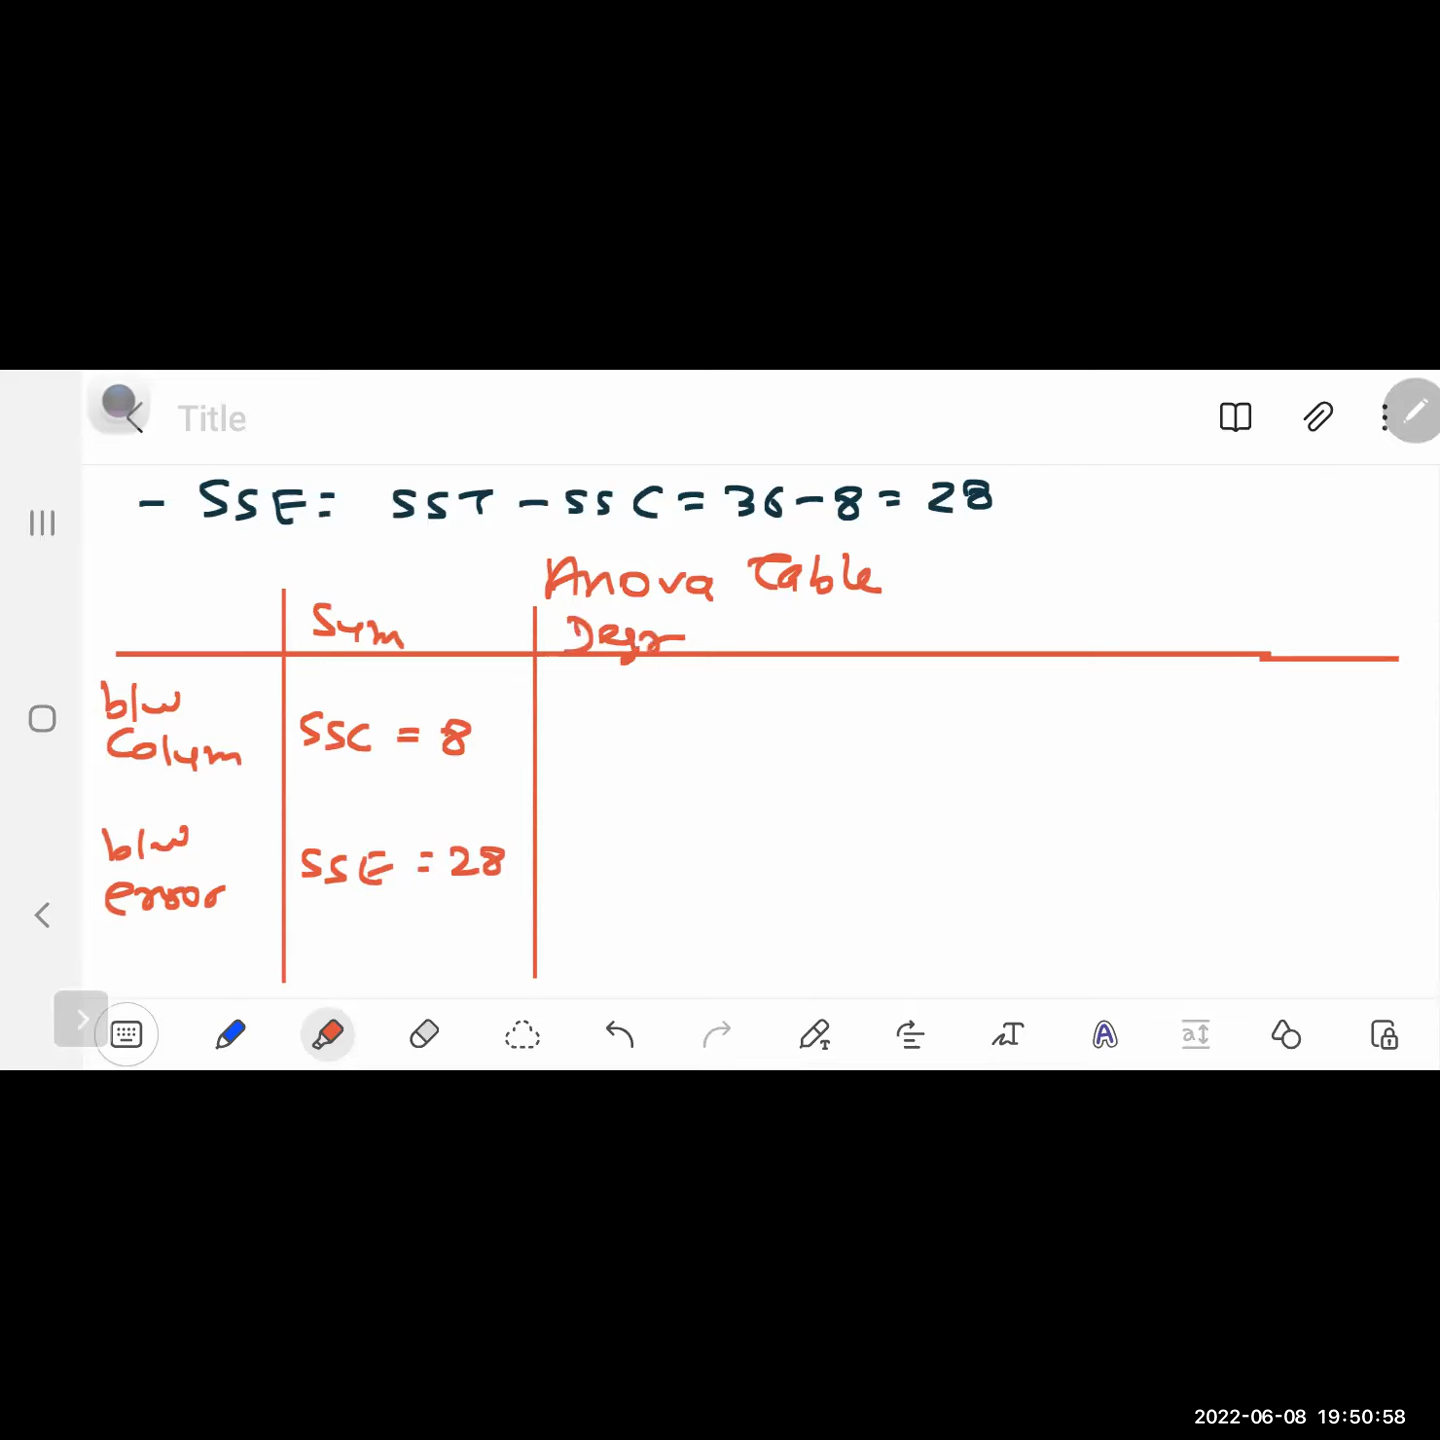 Title
- SSE = SST - SSC = 36 - 8 = 28
Anova Table
Sum Degr
b/w
Colum
SSC = 8
b/w
error
SSE = 28
2022-06-08 19:50:58